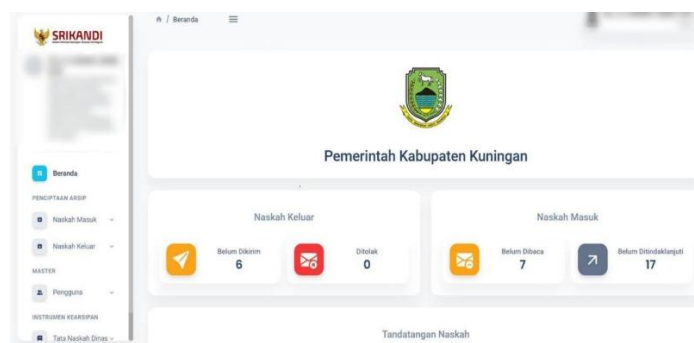 SRIKANDI
Beranda
PENCIPTAAN ARSIP
Naskah Masuk
Naskah Keluar
MASTER
Pengguna
INSTRUMEN KEARSIPAN
Tata Naskah Dinas
/ Beranda
Pemerintah Kabupaten Kuningan
Naskah Keluar
Belum Dikirim
6
Ditolak
0
Naskah Masuk
Belum Dibaca
7
Belum Ditindaklanjuti
17
Tandatangan Naskah